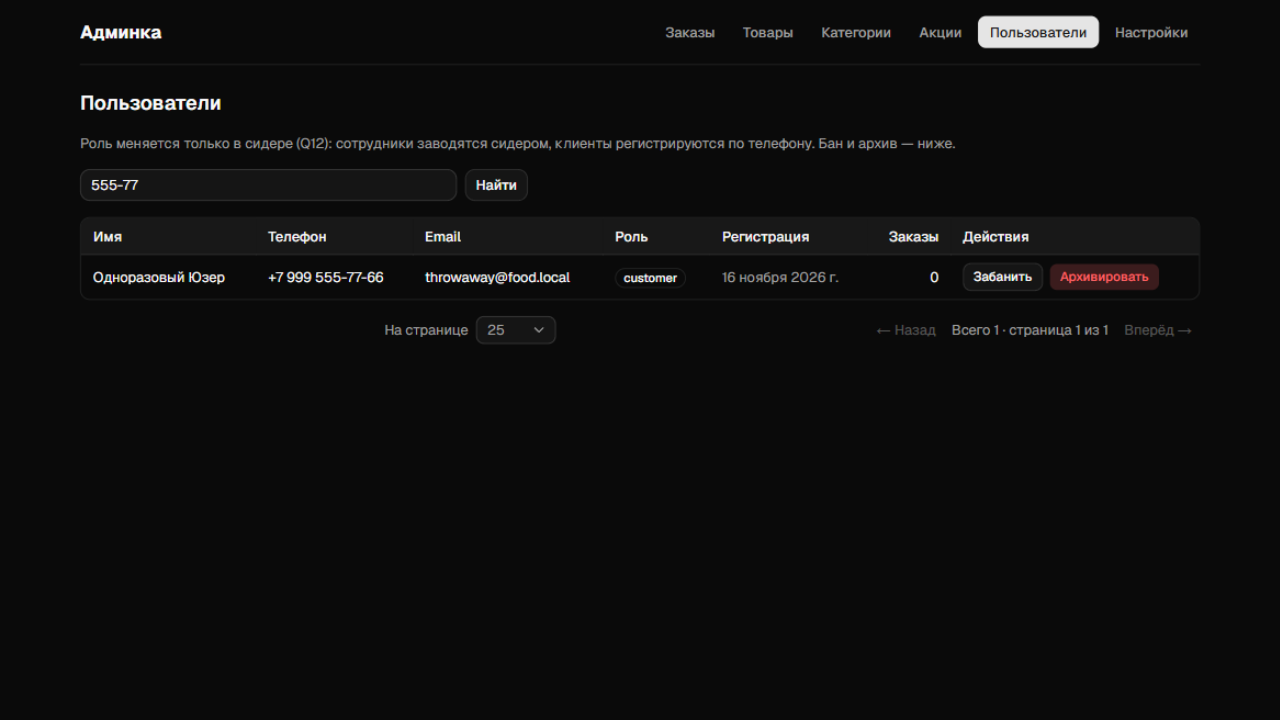 Админка Заказы Товары Категории Акции Пользователи Настройки
Пользователи
Роль меняется только в сидере (Q12): сотрудники заводятся сидером, клиенты регистрируются по телефону. Бан и архив — ниже.
555-77 Найти
Имя Телефон Email Роль Регистрация Заказы Действия
Одноразовый Юзер +7 999 555-77-66 throwaway@food.local customer 16 ноября 2026 г. 0 Забанить Архивировать
На странице 25 ← Назад Всего 1 · страница 1 из 1 Вперёд →